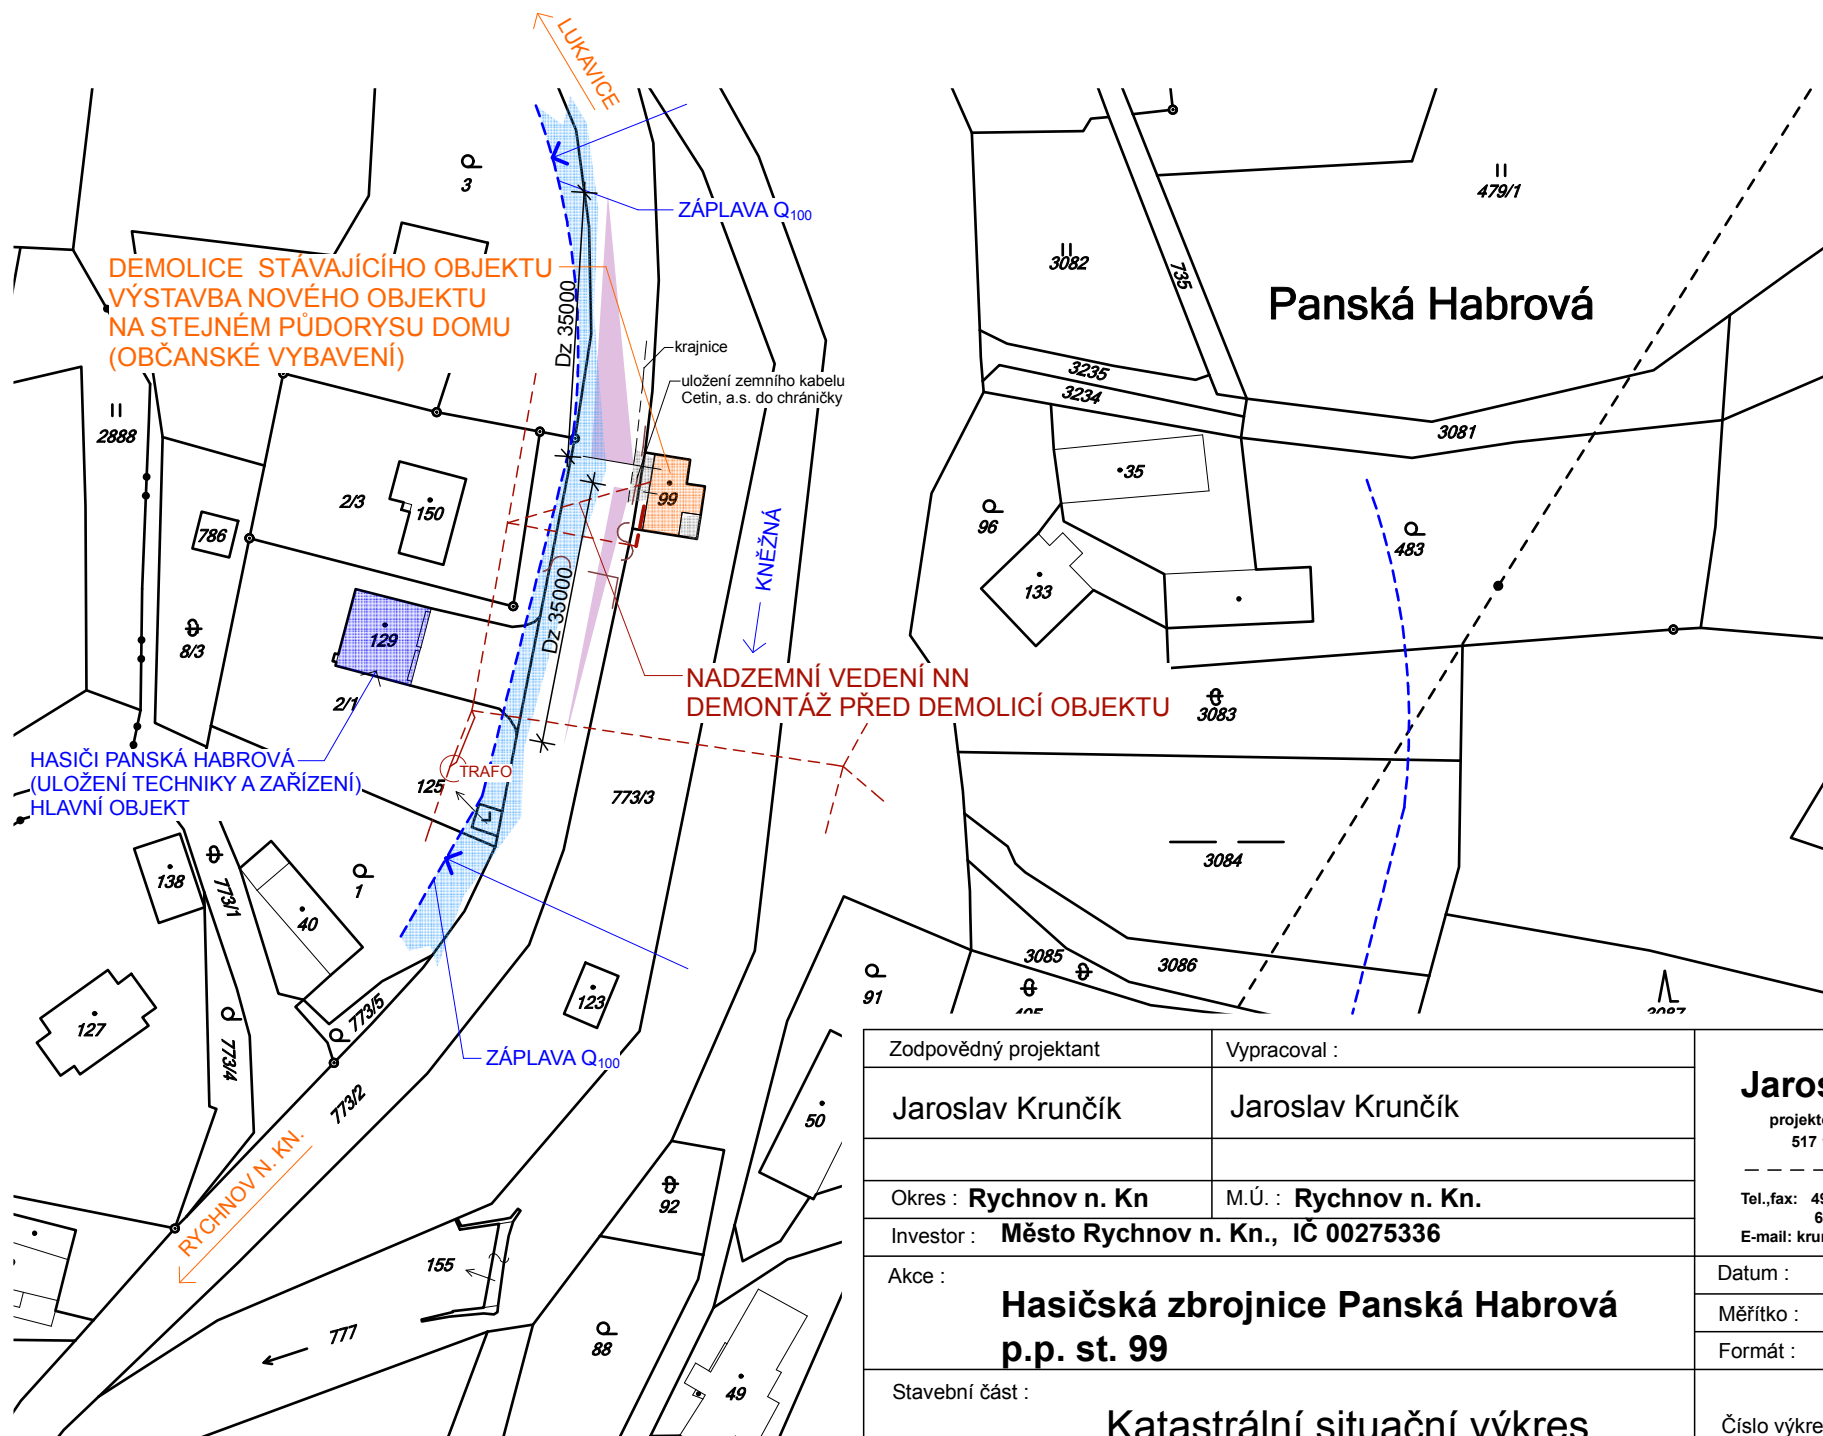 LUKAVICE
3
ZÁPLAVA Q100
479/1
3082
735
DEMOLICE STÁVAJÍCÍHO OBJEKTU
VÝSTAVBA NOVÉHO OBJEKTU
NA STEJNÉM PŮDORYSU DOMU
(OBČANSKÉ VYBAVENÍ)
Panská Habrová
Dz 35000
krajnice
uložení zemního kabelu
Cetin, a.s. do chráničky
3235
3234
3081
2888
35
2/3
150
99
786
96
483
KNĚŽNÁ
133
129
8/3
Dz 35000
2/1
NADZEMNÍ VEDENÍ NN
DEMONTÁŽ PŘED DEMOLICÍ OBJEKTU
3083
HASIČI PANSKÁ HABROVÁ
(ULOŽENÍ TECHNIKY A ZAŘÍZENÍ)
HLAVNÍ OBJEKT
TRAFO
125
773/3
3084
138
773/1
1
40
3085
3086
91
127
773/5
123
773/4
ZÁPLAVA Q100
773/2
50
RYCHNOV N. KN.
92
155
777
88
49
Zodpovědný projektant
Vypracoval :
Jaroslav Krunčík
Jaroslav Krunčík
Okres : Rychnov n. Kn
M.Ú. : Rychnov n. Kn.
Investor : Město Rychnov n. Kn., IČ 00275336
Akce :
Hasičská zbrojnice Panská Habrová
p.p. st. 99
Stavební část :
Katastrální situační výkres
517
Tel.,fax:
E-mail:
Datum :
Měřítko :
Formát :
Číslo